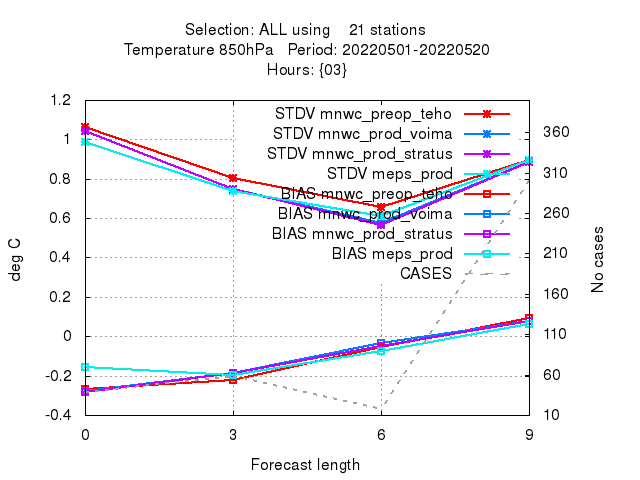 Selection: ALL using 21 stations
Temperature 850hPa Period: 20220501-20220520
Hours: {03}
1.2
1
0.8
0.6
0.4
0.2
0
-0.2
-0.4
deg C
STDV mnwc_preop_teho
STDV mnwc_prod_voima
STDV mnwc_prod_stratus
STDV meps_prod
BIAS mnwc_preop_teho
BIAS mnwc_prod_voima
BIAS mnwc_prod_stratus
BIAS meps_prod
CASES
360
310
260
210
160
110
60
10
No cases
0 3 6 9
Forecast length